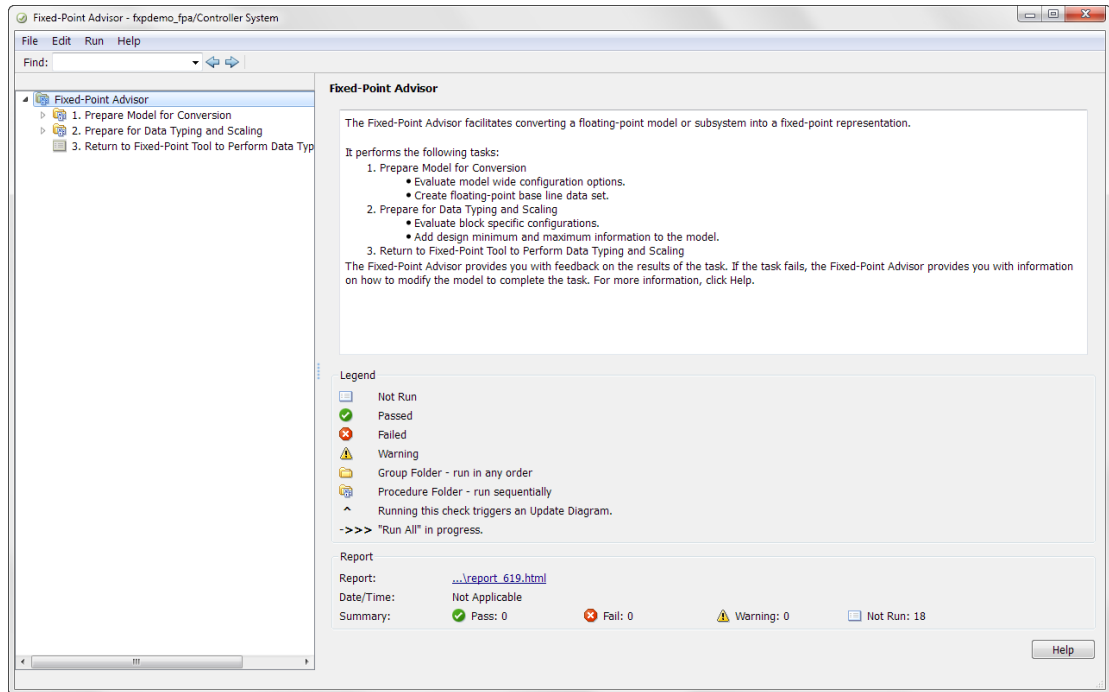 Fixed-Point Advisor - fxpdemo_fpa/Controller System
File Edit Run Help
Find:
Fixed-Point Advisor
1. Prepare Model for Conversion
2. Prepare for Data Typing and Scaling
3. Return to Fixed-Point Tool to Perform Data Typ
Fixed-Point Advisor
The Fixed-Point Advisor facilitates converting a floating-point model or subsystem into a fixed-point representation.
It performs the following tasks:
1. Prepare Model for Conversion
• Evaluate model wide configuration options.
• Create floating-point base line data set.
2. Prepare for Data Typing and Scaling
• Evaluate block specific configurations.
• Add design minimum and maximum information to the model.
3. Return to Fixed-Point Tool to Perform Data Typing and Scaling
The Fixed-Point Advisor provides you with feedback on the results of the task. If the task fails, the Fixed-Point Advisor provides you with information
on how to modify the model to complete the task. For more information, click Help.
Legend
Not Run
Passed
Failed
Warning
Group Folder - run in any order
Procedure Folder - run sequentially
^ Running this check triggers an Update Diagram.
->>> "Run All" in progress.
Report
Report: ...\report_619.html
Date/Time: Not Applicable
Summary: Pass: 0 Fail: 0 Warning: 0 Not Run: 18
Help